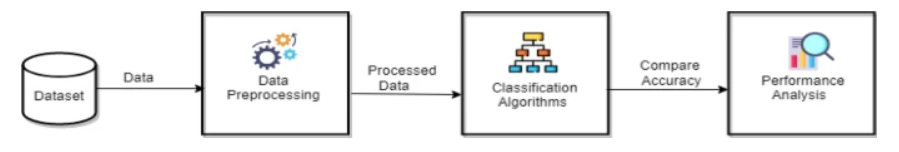 Dataset
Data
Data
Preprocessing
Processed
Data
Classification
Algorithms
Compare
Accuracy
Performance
Analysis